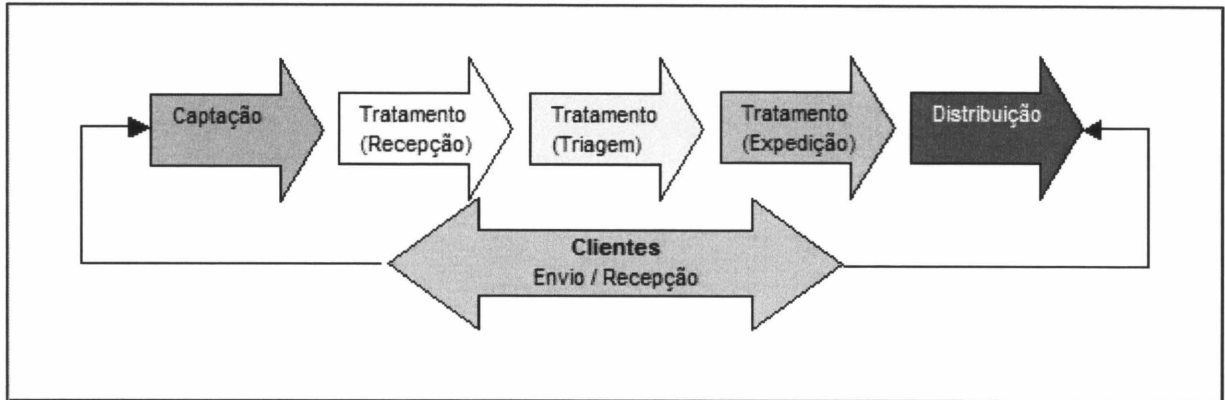 Captação
Tratamento
(Recepção)
Tratamento
(Triagem)
Tratamento
(Expedição)
Distribuição
Clientes
Envio / Recepção